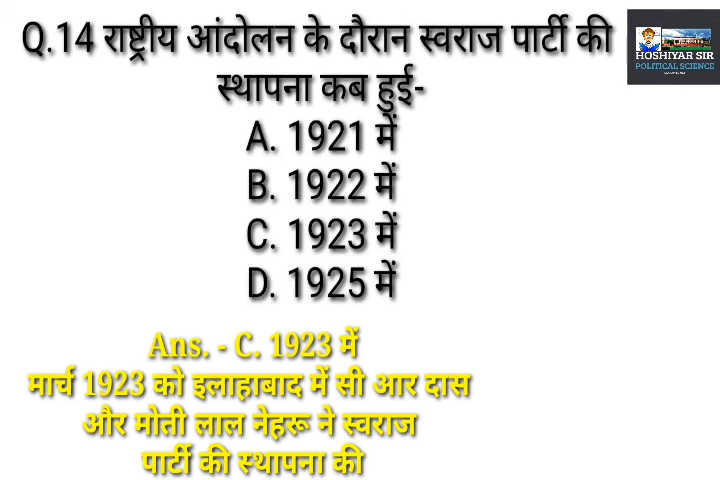 Q.14 राष्ट्रीय आंदोलन के दौरान स्वराज पार्टी की
स्थापना कब हुई-
A. 1921 में
B. 1922 में
C. 1923 में
D. 1925 में
Ans. - C. 1923 में
मार्च 1923 को इलाहाबाद में सी आर दास
और मोती लाल नेहरू ने स्वराज
पार्टी की स्थापना की
HOSHIYAR SIR
POLITICAL SCIENCE